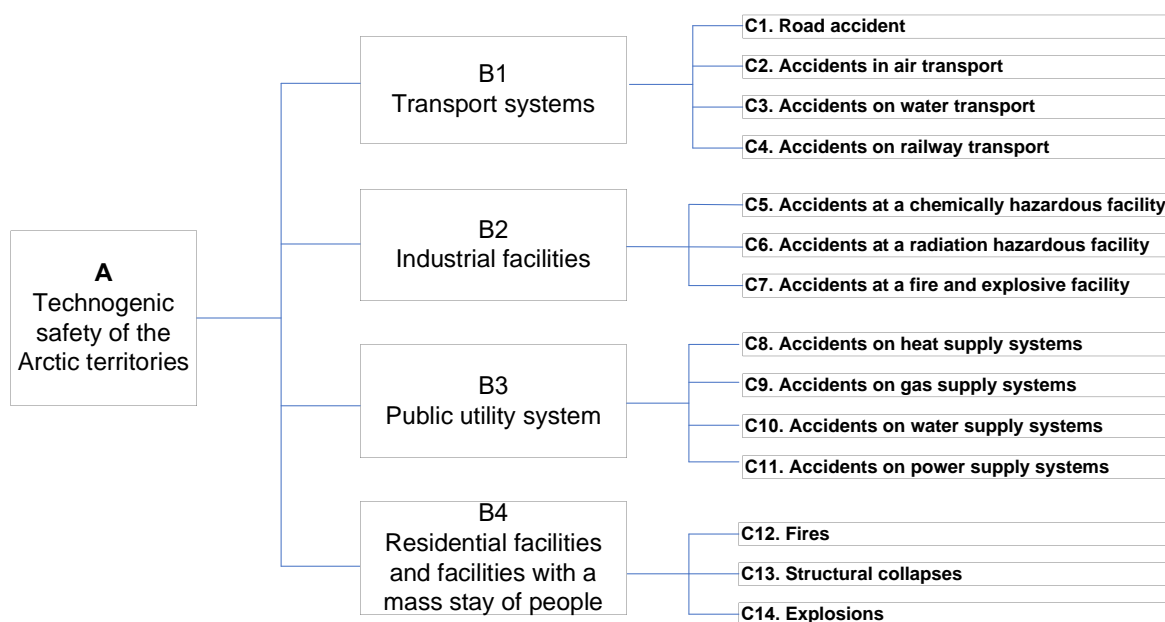 A
Technogenic
safety of the
Arctic territories
B1
Transport systems
C1. Road accident
C2. Accidents in air transport
C3. Accidents on water transport
C4. Accidents on railway transport
B2
Industrial facilities
C5. Accidents at a chemically hazardous facility
C6. Accidents at a radiation hazardous facility
C7. Accidents at a fire and explosive facility
B3
Public utility system
C8. Accidents on heat supply systems
C9. Accidents on gas supply systems
C10. Accidents on water supply systems
C11. Accidents on power supply systems
B4
Residential facilities
and facilities with a
mass stay of people
C12. Fires
C13. Structural collapses
C14. Explosions